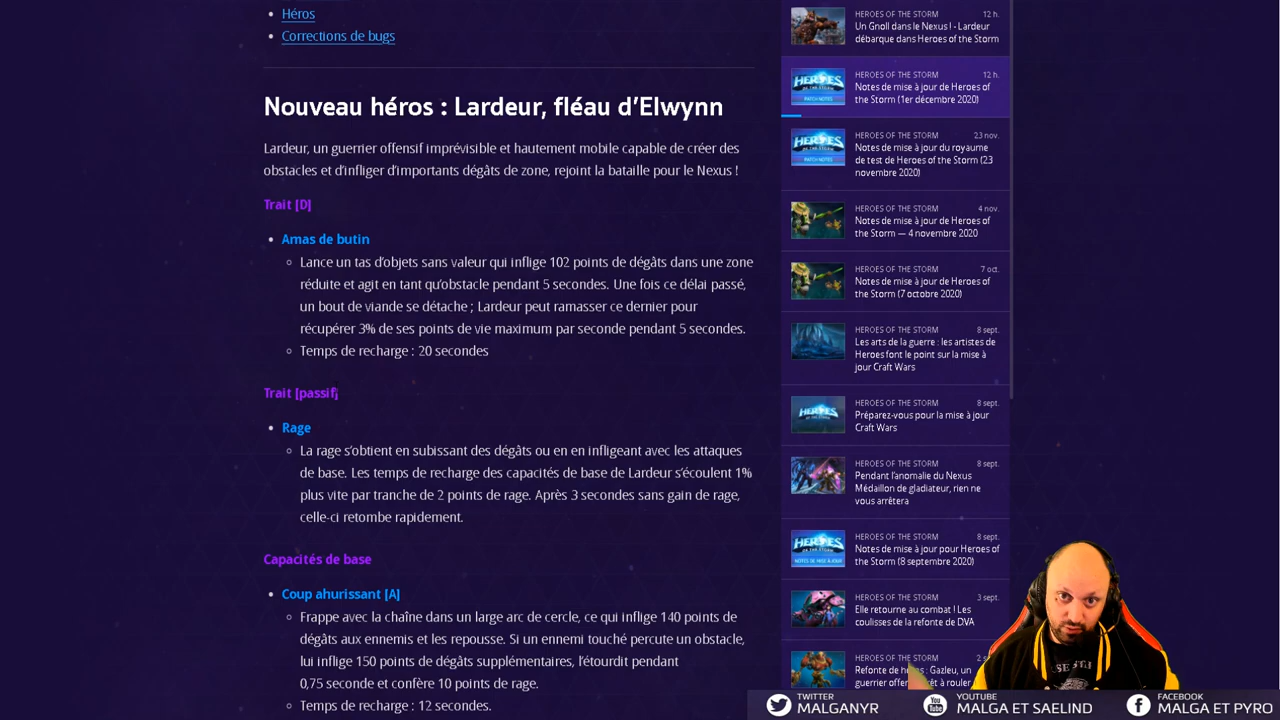 Héros
Corrections de bugs
Nouveau héros : Lardeur, fléau d’Elwynn
Lardeur, un guerrier offensif imprévisible et hautement mobile capable de créer des
obstacles et d’infliger d’importants dégâts de zone, rejoint la bataille pour le Nexus !
Trait [D]
Amas de butin
Lance un tas d’objets sans valeur qui inflige 102 points de dégâts dans une zone
réduite et agit en tant qu’obstacle pendant 5 secondes. Une fois ce délai passé,
un bout de viande se détache ; Lardeur peut ramasser ce dernier pour
récupérer 3% de ses points de vie maximum par seconde pendant 5 secondes.
Temps de recharge : 20 secondes
Trait [passif]
Rage
La rage s’obtient en subissant des dégâts ou en en infligeant avec les attaques
de base. Les temps de recharge des capacités de base de Lardeur s’écoulent 1%
plus vite par tranche de 2 points de rage. Après 3 secondes sans gain de rage,
celle-ci retombe rapidement.
Capacités de base
Coup ahurissant [A]
Frappe avec la chaîne dans un large arc de cercle, ce qui inflige 140 points de
dégâts aux ennemis et les repousse. Si un ennemi touché percute un obstacle,
lui inflige 150 points de dégâts supplémentaires, l’étourdit pendant
0,75 seconde et confère 10 points de rage.
Temps de recharge : 12 secondes.
HEROES OF THE STORM 12 h.
Un Gnoll dans le Nexus ! - Lardeur
débarque dans Heroes of the Storm
HEROES OF THE STORM 12 h.
Notes de mise à jour de Heroes of
the Storm (1er décembre 2020)
HEROES OF THE STORM 23 nov.
Notes de mise à jour du royaume
de test de Heroes of the Storm (23
novembre 2020)
HEROES OF THE STORM 4 nov.
Notes de mise à jour de Heroes of
the Storm — 4 novembre 2020
HEROES OF THE STORM 7 oct.
Notes de mise à jour de Heroes of
the Storm (7 octobre 2020)
HEROES OF THE STORM 8 sept.
Les arts de la guerre : les artistes de
Heroes font le point sur la mise à
jour Craft Wars
HEROES OF THE STORM 8 sept.
Préparez-vous pour la mise à jour
Craft Wars
HEROES OF THE STORM 8 sept.
Pendant l’anomalie du Nexus
Médaillon de gladiateur, rien ne
vous arrêtera
HEROES OF THE STORM 8 sept.
Notes de mise à jour pour Heroes of
the Storm (8 septembre 2020)
HEROES OF THE STORM 3 sept.
Elle retourne au combat ! Les
coulisses de la refonte de D.VA
HEROES OF THE STORM
Refonte de héros : Gazleu, un
TWITTER
MALGANYR
YOUTUBE
MALGA ET SAELIND
FACEBOOK
MALGA ET PYRO